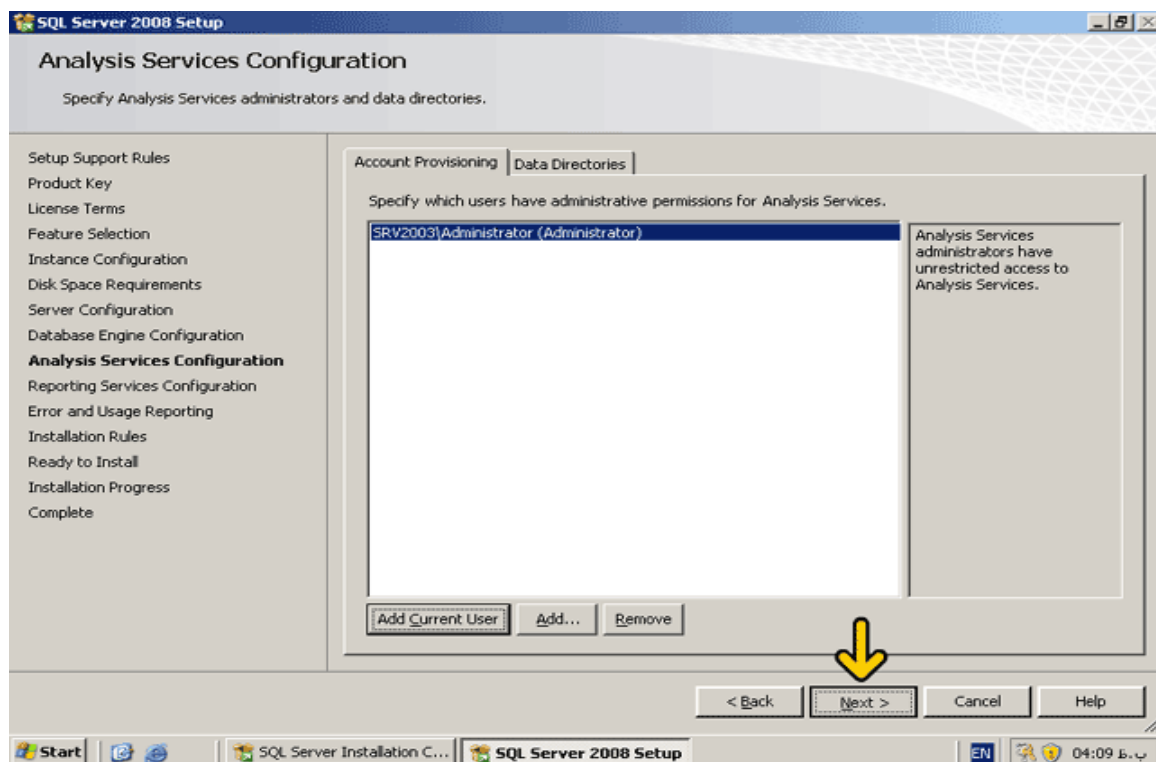 SQL Server 2008 Setup
Analysis Services Configuration
Specify Analysis Services administrators and data directories.
Setup Support Rules
Product Key
License Terms
Feature Selection
Instance Configuration
Disk Space Requirements
Server Configuration
Database Engine Configuration
Analysis Services Configuration
Reporting Services Configuration
Error and Usage Reporting
Installation Rules
Ready to Install
Installation Progress
Complete
Account Provisioning
Data Directories
Specify which users have administrative permissions for Analysis Services.
SRV2003\Administrator (Administrator)
Analysis Services
administrators have
unrestricted access to
Analysis Services.
Add Current User
Add...
Remove
< Back
Next >
Cancel
Help
Start
SQL Server Installation C...
SQL Server 2008 Setup
EN
04:09 ب.ظ